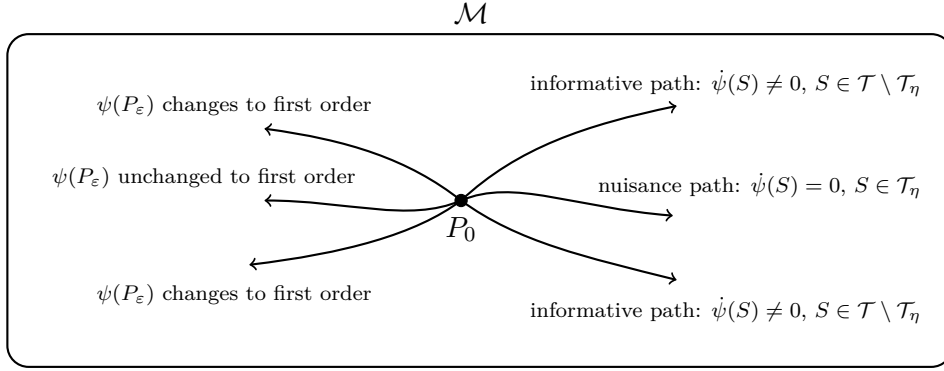 ℳ
informative path: ψ̇(S) ≠ 0, S ∈ 𝒯 \ 𝒯_η
ψ(P_ε) changes to first order
ψ(P_ε) unchanged to first order
nuisance path: ψ̇(S) = 0, S ∈ 𝒯_η
P₀
ψ(P_ε) changes to first order
informative path: ψ̇(S) ≠ 0, S ∈ 𝒯 \ 𝒯_η